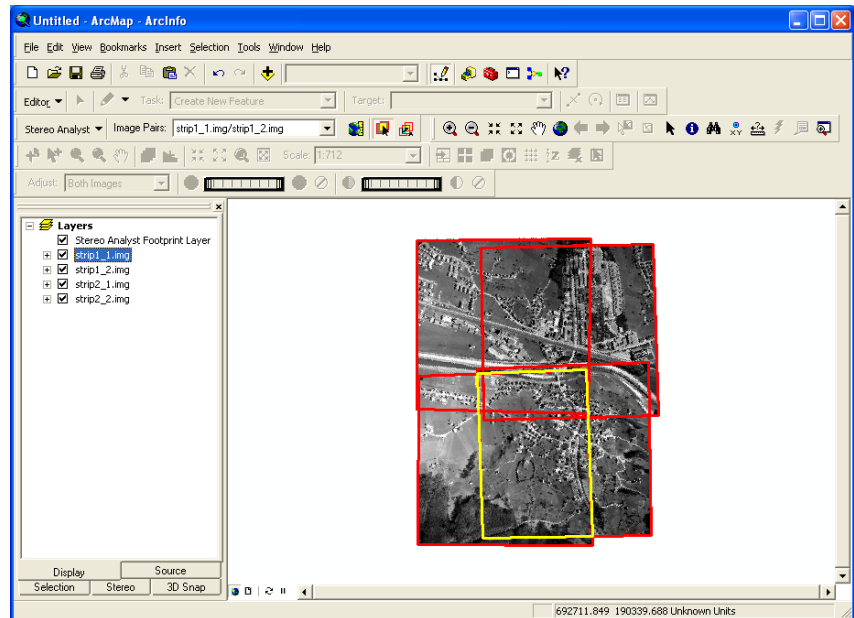 Untitled - ArcMap - ArcInfo
File Edit View Bookmarks Insert Selection Tools Window Help
Editor Task: Create New Feature Target:
Stereo Analyst Image Pairs: strip1_1.img/strip1_2.img
Scale: 1:712
Adjust: Both Images
Layers
Stereo Analyst Footprint Layer
strip1_1.img
strip1_2.img
strip2_1.img
strip2_2.img
Display Source
Selection Stereo 3D Snap
692711.849 190339.688 Unknown Units